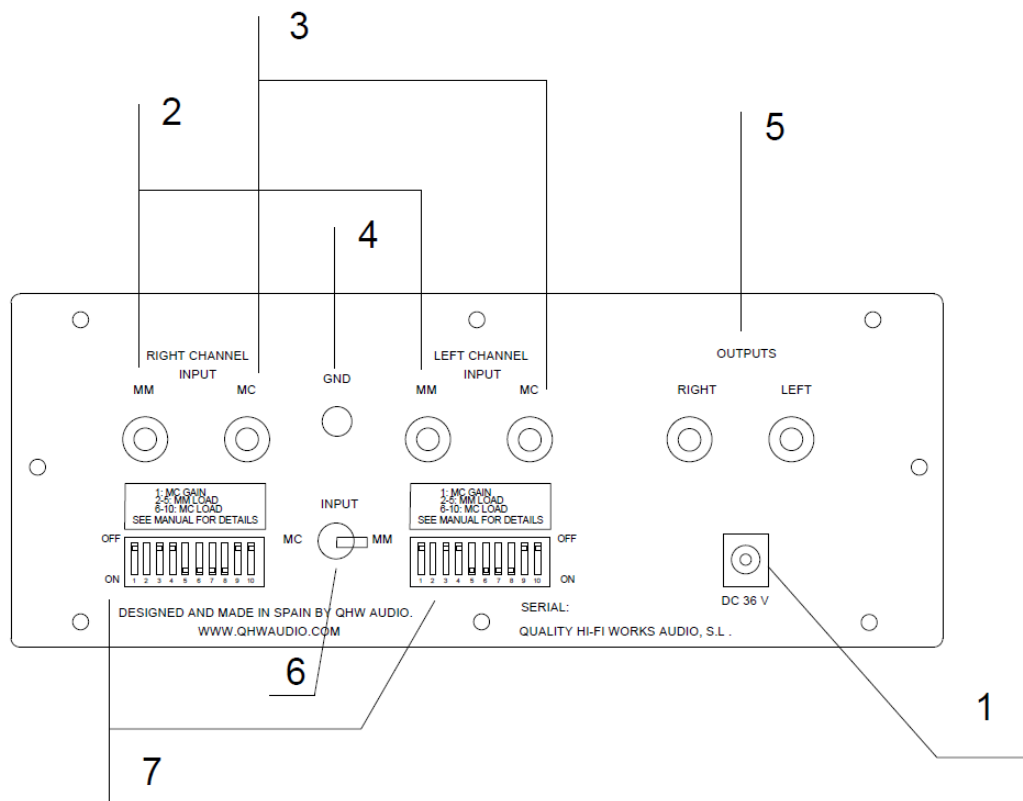 3
2
5
4
RIGHT CHANNEL
INPUT
MM
MC
GND
LEFT CHANNEL
INPUT
MM
MC
OUTPUTS
RIGHT
LEFT
1: MC GAIN
2-5: MM LOAD
6-10: MC LOAD
SEE MANUAL FOR DETAILS
OFF
ON
1 2 3 4 5 6 7 8 9 10
INPUT
MC
MM
1: MC GAIN
2-5: MM LOAD
6-10: MC LOAD
SEE MANUAL FOR DETAILS
OFF
ON
1 2 3 4 5 6 7 8 9 10
DC 36 V
DESIGNED AND MADE IN SPAIN BY QHW AUDIO.
WWW.QHWAUDIO.COM
SERIAL:
QUALITY HI-FI WORKS AUDIO, S.L .
6
1
7